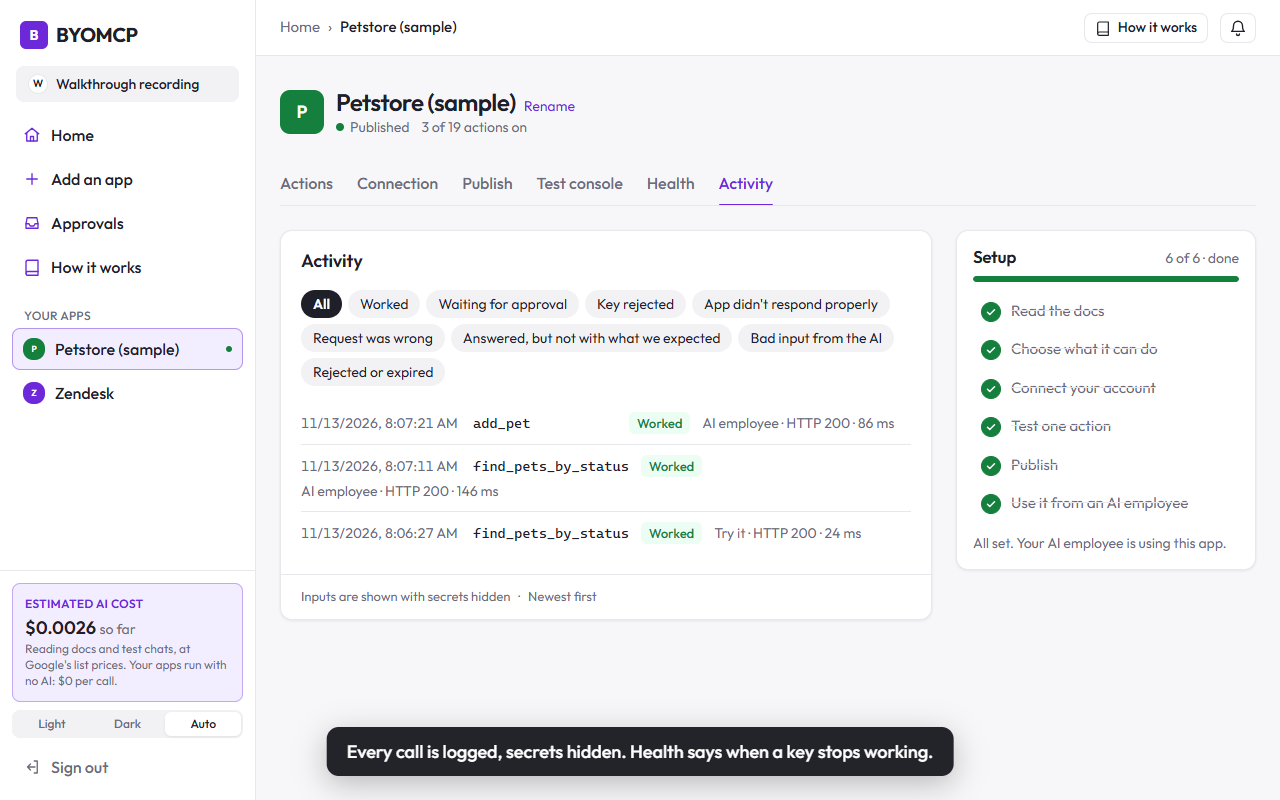 B BYOMCP
W Walkthrough recording
Home
Add an app
Approvals
How it works
YOUR APPS
P Petstore (sample)
Z Zendesk
ESTIMATED AI COST
$0.0026 so far
Reading docs and test chats, at
Google's list prices. Your apps run with
no AI: $0 per call.
Light Dark Auto
Sign out
Home › Petstore (sample)
How it works
P
Petstore (sample) Rename
Published 3 of 19 actions on
Actions Connection Publish Test console Health Activity
Activity
All Worked Waiting for approval Key rejected App didn't respond properly
Request was wrong Answered, but not with what we expected Bad input from the AI
Rejected or expired
11/13/2026, 8:07:21 AM add_pet Worked AI employee · HTTP 200 · 86 ms
11/13/2026, 8:07:11 AM find_pets_by_status Worked
AI employee · HTTP 200 · 146 ms
11/13/2026, 8:06:27 AM find_pets_by_status Worked Try it · HTTP 200 · 24 ms
Inputs are shown with secrets hidden · Newest first
Setup 6 of 6 · done
Read the docs
Choose what it can do
Connect your account
Test one action
Publish
Use it from an AI employee
All set. Your AI employee is using this app.
Every call is logged, secrets hidden. Health says when a key stops working.